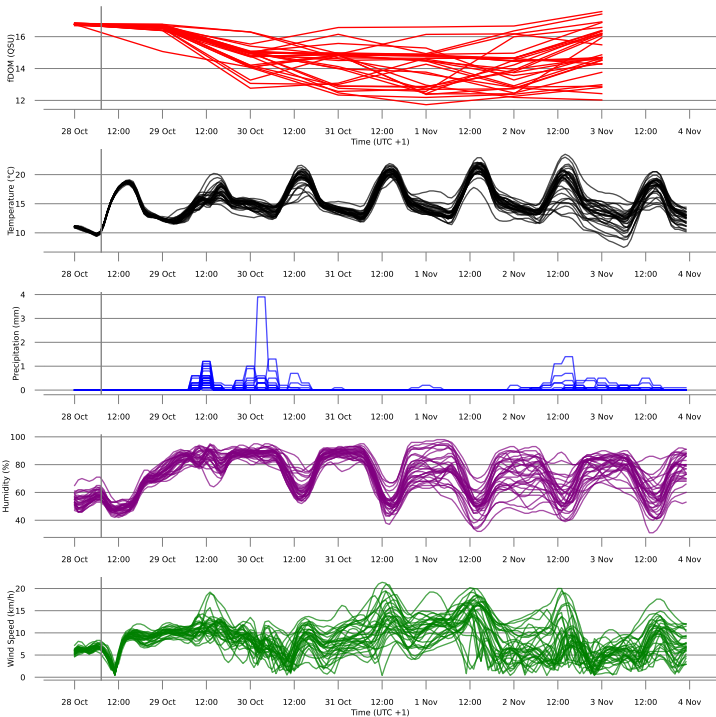 fDOM (QSU)
16
14
12
28 Oct 12:00 29 Oct 12:00 30 Oct 12:00 31 Oct 12:00 1 Nov 12:00 2 Nov 12:00 3 Nov 12:00 4 Nov
Time (UTC +1)
Temperature (°C)
20
15
10
28 Oct 12:00 29 Oct 12:00 30 Oct 12:00 31 Oct 12:00 1 Nov 12:00 2 Nov 12:00 3 Nov 12:00 4 Nov
Precipitation (mm)
4
3
2
1
0
28 Oct 12:00 29 Oct 12:00 30 Oct 12:00 31 Oct 12:00 1 Nov 12:00 2 Nov 12:00 3 Nov 12:00 4 Nov
Humidity (%)
100
80
60
40
28 Oct 12:00 29 Oct 12:00 30 Oct 12:00 31 Oct 12:00 1 Nov 12:00 2 Nov 12:00 3 Nov 12:00 4 Nov
Wind Speed (km/h)
20
15
10
5
0
28 Oct 12:00 29 Oct 12:00 30 Oct 12:00 31 Oct 12:00 1 Nov 12:00 2 Nov 12:00 3 Nov 12:00 4 Nov
Time (UTC +1)